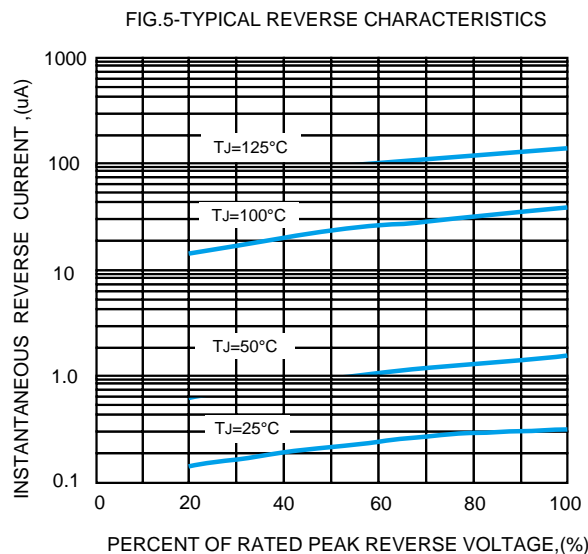 FIG.5-TYPICAL REVERSE CHARACTERISTICS
INSTANTANEOUS REVERSE CURRENT ,(uA)
1000
100
10
1.0
0.1
TJ=125°C
TJ=100°C
TJ=50°C
TJ=25°C
0 20 40 60 80 100
PERCENT OF RATED PEAK REVERSE VOLTAGE,(%)